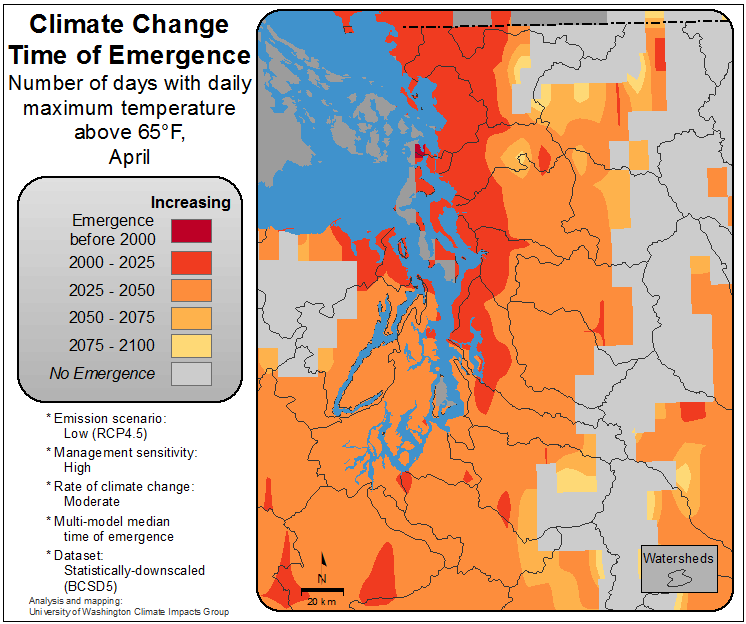 Climate Change
Time of Emergence
Number of days with daily
maximum temperature
above 65°F,
April
Increasing
Emergence
before 2000
2000 - 2025
2025 - 2050
2050 - 2075
2075 - 2100
No Emergence
* Emission scenario:
Low (RCP4.5)
* Management sensitivity:
High
* Rate of climate change:
Moderate
* Multi-model median
time of emergence
* Dataset:
Statistically-downscaled
(BCSD5)
Analysis and mapping:
University of Washington Climate Impacts Group
N
20 km
Watersheds